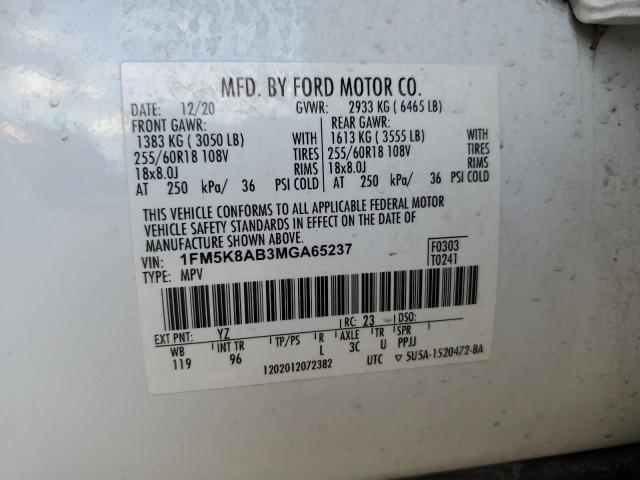 MFD. BY FORD MOTOR CO.
DATE: 12/20 GVWR: 2933 KG ( 6465 LB)
FRONT GAWR: REAR GAWR:
1383 KG ( 3050 LB) WITH 1613 KG ( 3555 LB) WITH
255/60R18 108V TIRES 255/60R18 108V TIRES
18x8.0J RIMS 18x8.0J RIMS
AT 250 kPa/ 36 PSI COLD AT 250 kPa/ 36 PSI COLD
THIS VEHICLE CONFORMS TO ALL APPLICABLE FEDERAL MOTOR
VEHICLE SAFETY STANDARDS IN EFFECT ON THE DATE OF
MANUFACTURE SHOWN ABOVE.
VIN: 1FM5K8AB3MGA65237 F0303
TYPE: MPV T0241
EXT PNT: YZ RC: 23 DSO:
WB INT TR TP/PS R AXLE TR SPR
119 96 L 3C U PPJJ
1202012072382 UTC ▽ 5U5A-1520472-BA